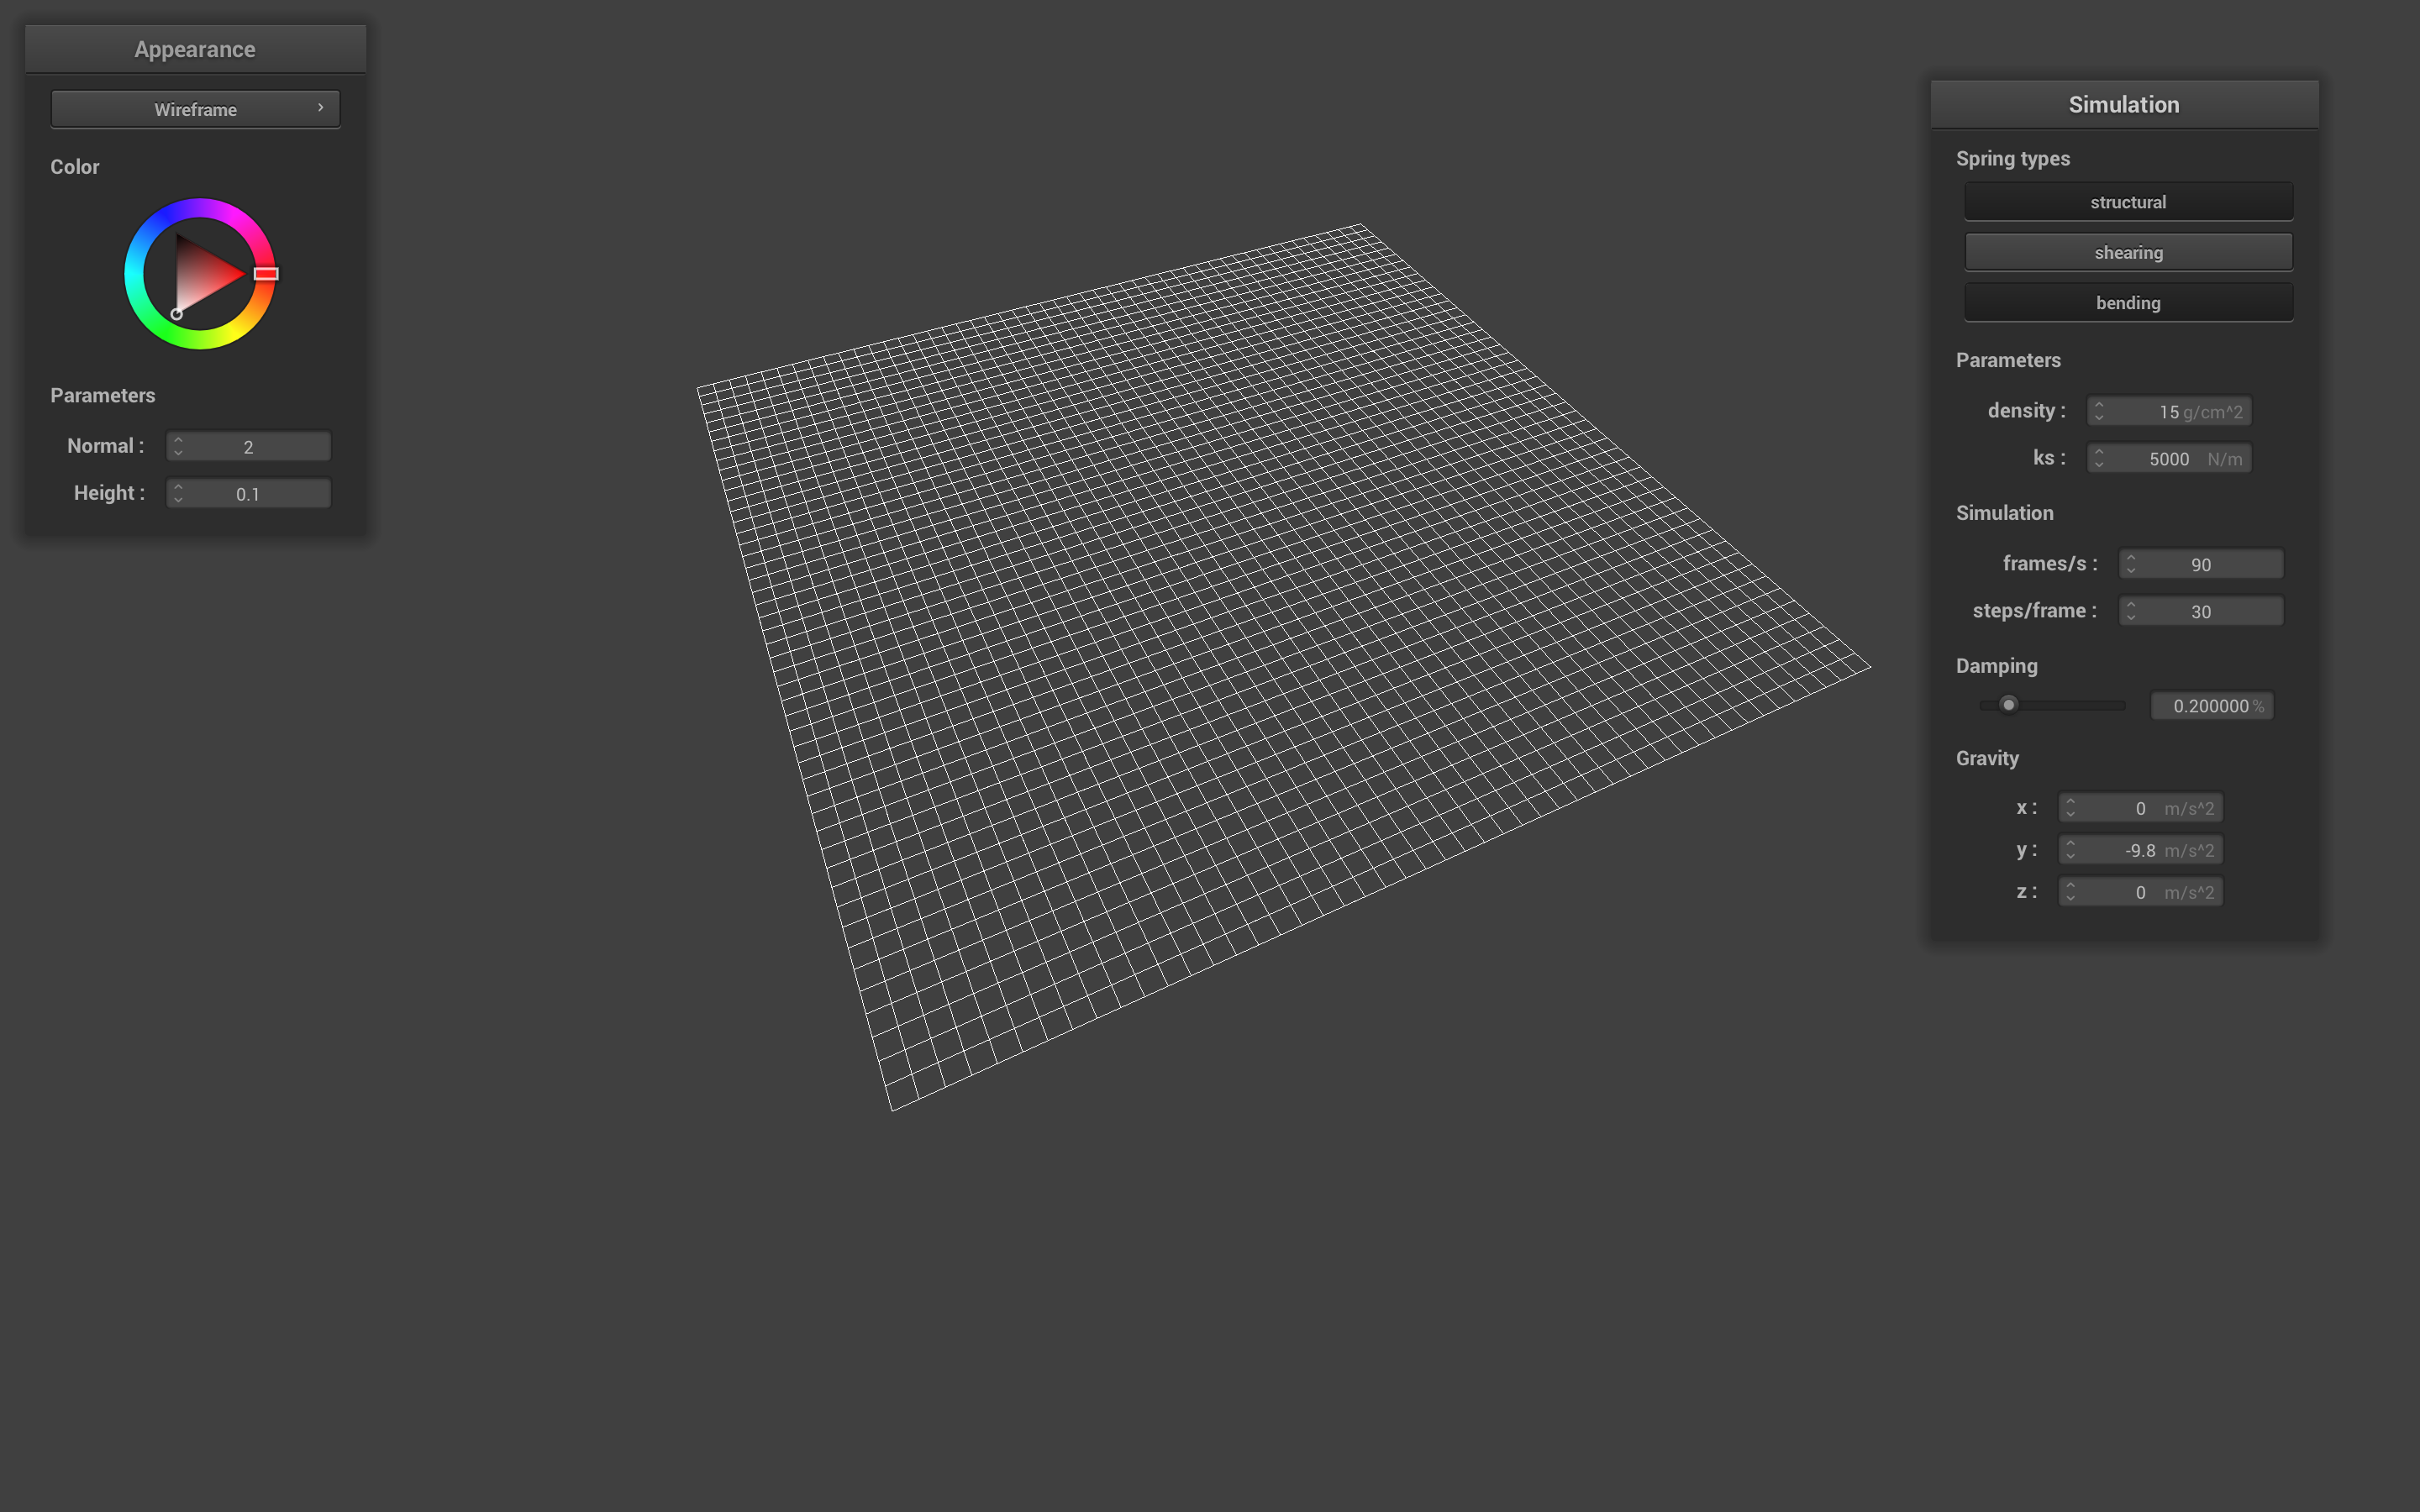 Appearance
Wireframe
Color
Parameters
Normal : 2
Height : 0.1
Simulation
Spring types
structural
shearing
bending
Parameters
density : 15 g/cm^2
ks : 5000 N/m
Simulation
frames/s : 90
steps/frame : 30
Damping
0.200000 %
Gravity
x : 0 m/s^2
y : -9.8 m/s^2
z : 0 m/s^2